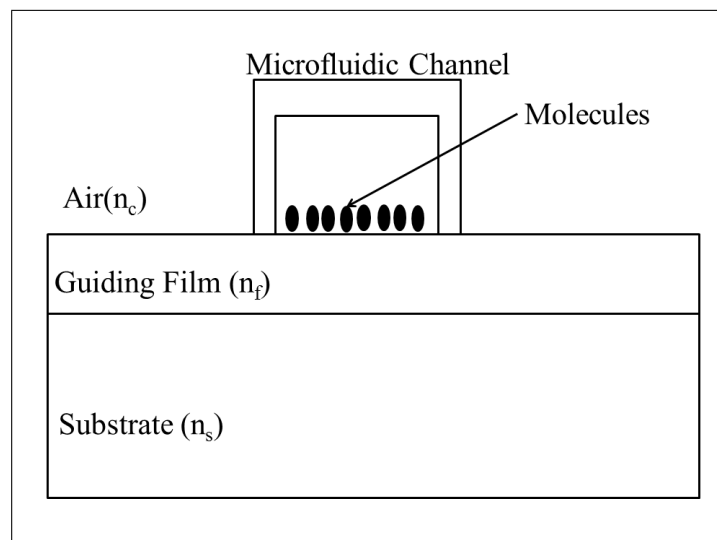 Microfluidic Channel
Molecules
Air(n_c)
Guiding Film (n_f)
Substrate (n_s)